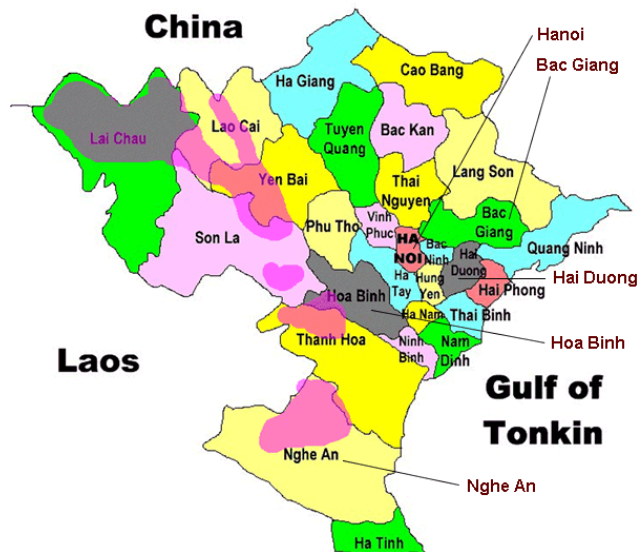 China
Hanoi
Bac Giang
Ha Giang
Cao Bang
Lai Chau
Lao Cai
Tuyen
Quang
Bac Kan
Lang Son
Yen Bai
Thai
Nguyen
Phu Tho
Vinh
Phuc
HA
NOI
Bac
Ninh
Bac
Giang
Quang Ninh
Son La
Hai
Duong
Hai Duong
Ha
Tay
Hung
Yen
Hai Phong
Hoa Binh
Ha Nam
Thai Binh
Hoa Binh
Thanh Hoa
Ninh
Binh
Nam
Dinh
Laos
Gulf of
Tonkin
Nghe An
Nghe An
Ha Tinh